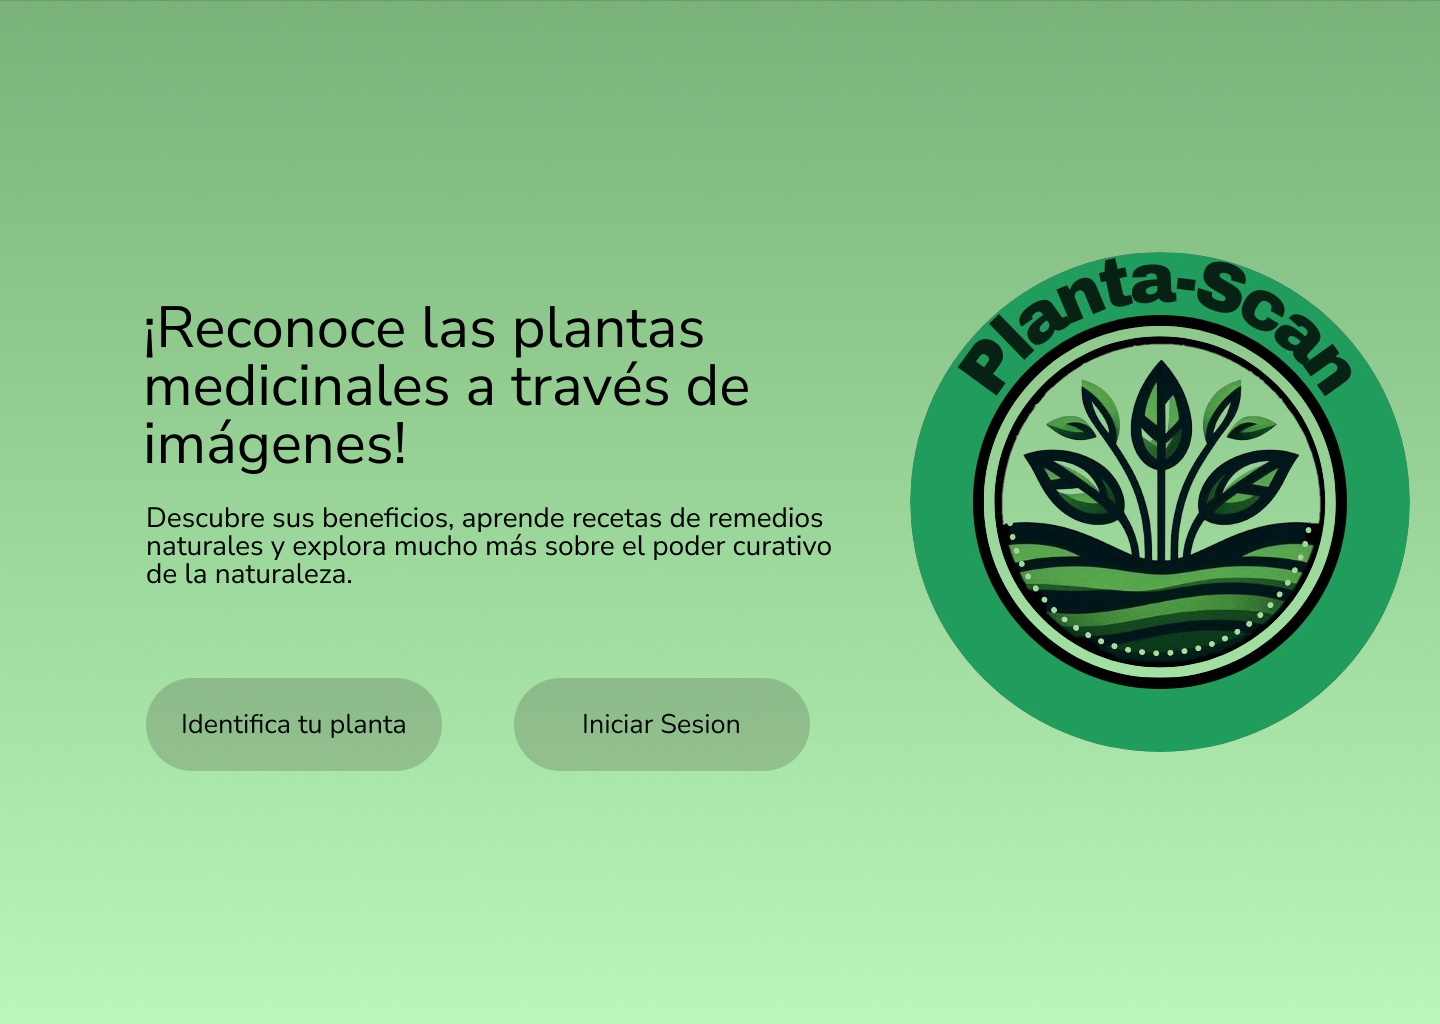 Planta-Scan
¡Reconoce las plantas
medicinales a través de
imágenes!
Descubre sus beneficios, aprende recetas de remedios
naturales y explora mucho más sobre el poder curativo
de la naturaleza.
Identifica tu planta
Iniciar Sesion